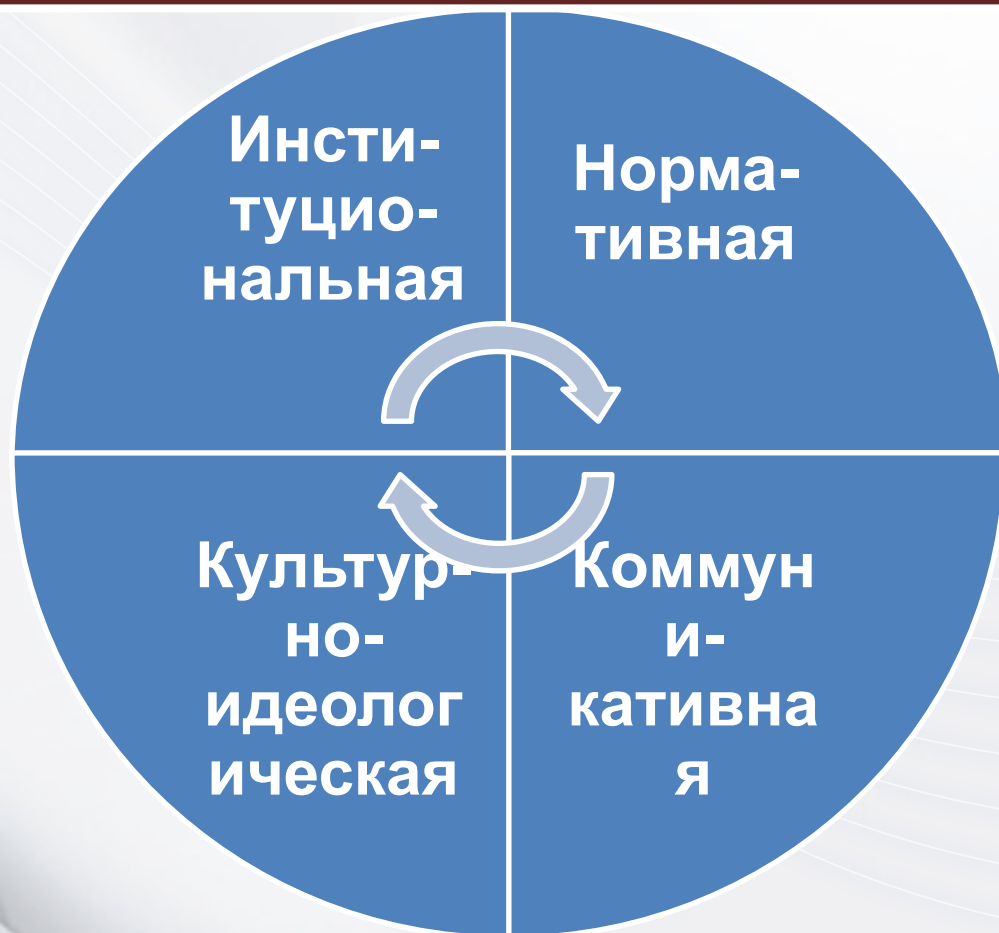 Инсти-
туцио-
нальная
Норма-
тивная
Культур-
но-
идеолог
ическая
Коммун
и-
кативна
я